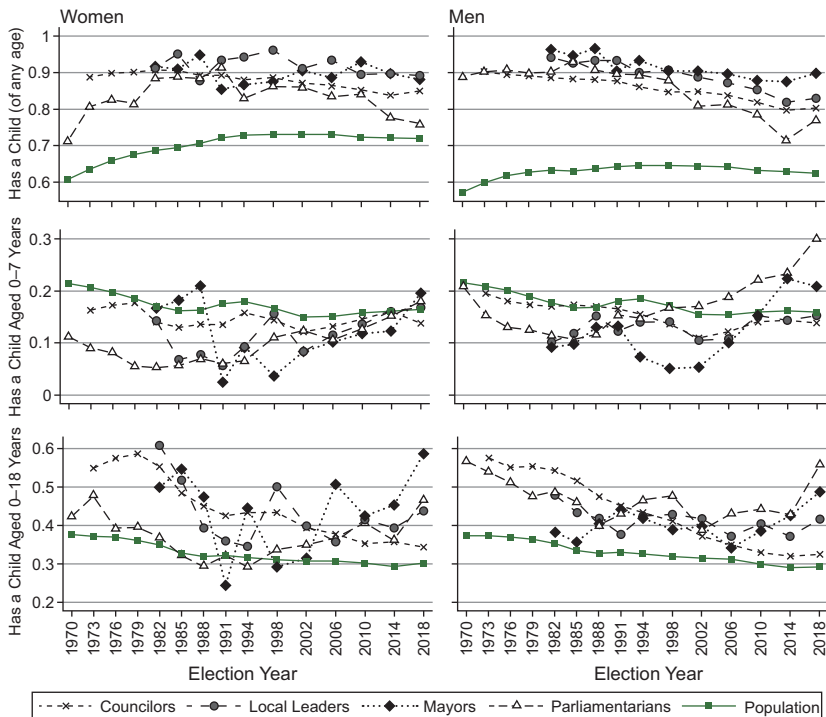 Women
Men
Has a Child (of any age)
1
0.9
0.8
0.7
0.6
Has a Child Aged 0–7 Years
0.3
0.2
0.1
0
Has a Child Aged 0–18 Years
0.6
0.5
0.4
0.3
0.2
1970 1973 1976 1979 1982 1985 1988 1991 1994 1998 2002 2006 2010 2014 2018
1970 1973 1976 1979 1982 1985 1988 1991 1994 1998 2002 2006 2010 2014 2018
Election Year
Election Year
Councilors Local Leaders Mayors Parliamentarians Population